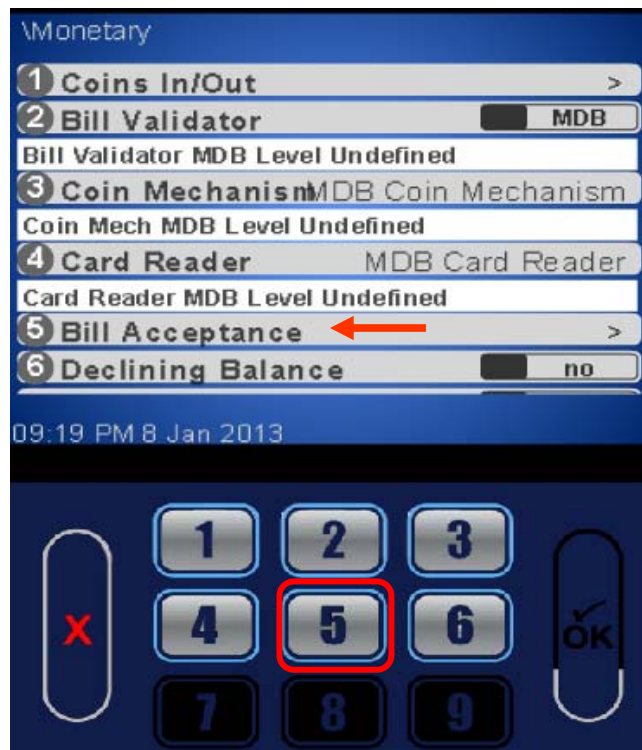 \Monetary
1 Coins In/Out >
2 Bill Validator MDB
Bill Validator MDB Level Undefined
3 Coin Mechanism MDB Coin Mechanism
Coin Mech MDB Level Undefined
4 Card Reader MDB Card Reader
Card Reader MDB Level Undefined
5 Bill Acceptance >
6 Declining Balance no
09:19 PM 8 Jan 2013
1 2 3
X 4 5 6 OK
7 8 9